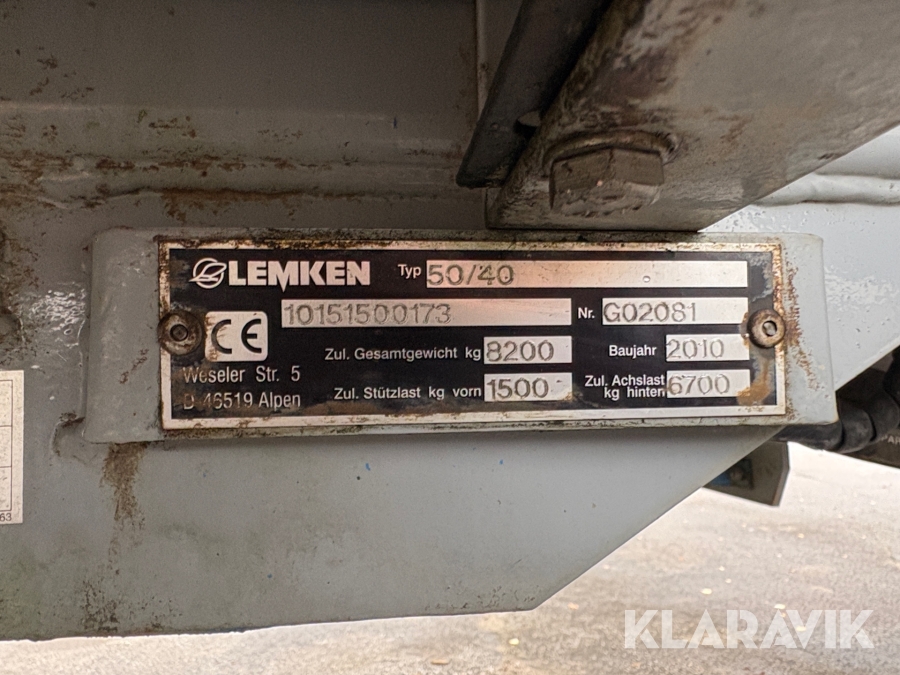 LEMKEN Typ 50/40
10151500173 Nr. G02081
CE Zul. Gesamtgewicht kg 8200 Baujahr 2010
Weseler Str. 5
D-46519 Alpen Zul. Stützlast kg vorn 1500 Zul. Achslast kg hinten 6700
63
KLARAVIK